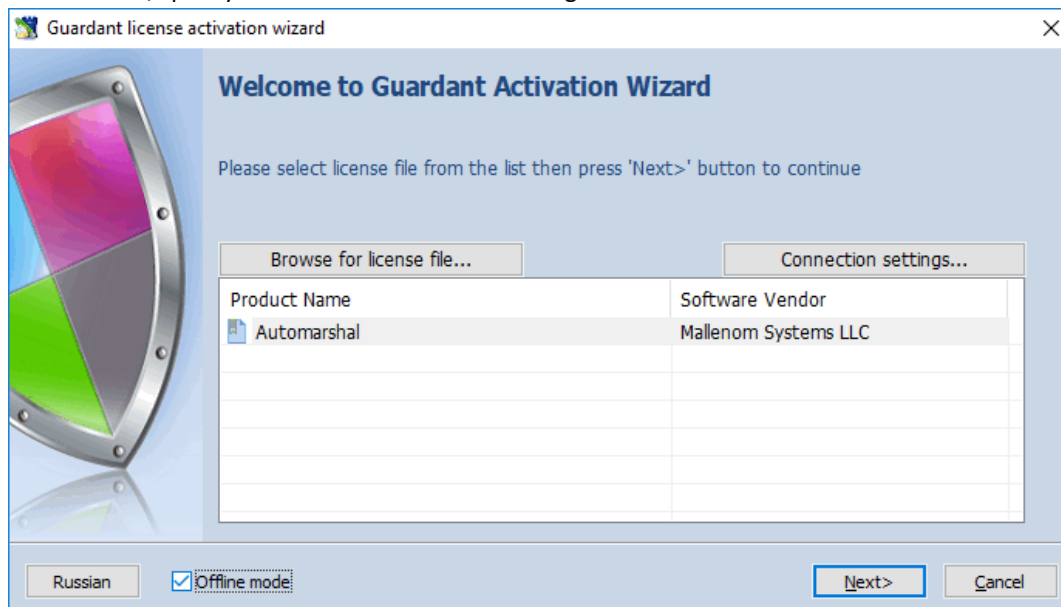 Guardant license activation wizard
Welcome to Guardant Activation Wizard
Please select license file from the list then press 'Next>' button to continue
Browse for license file... Connection settings...
Product Name Software Vendor
Automarshal Mallenom Systems LLC
Russian Offline mode Next> Cancel